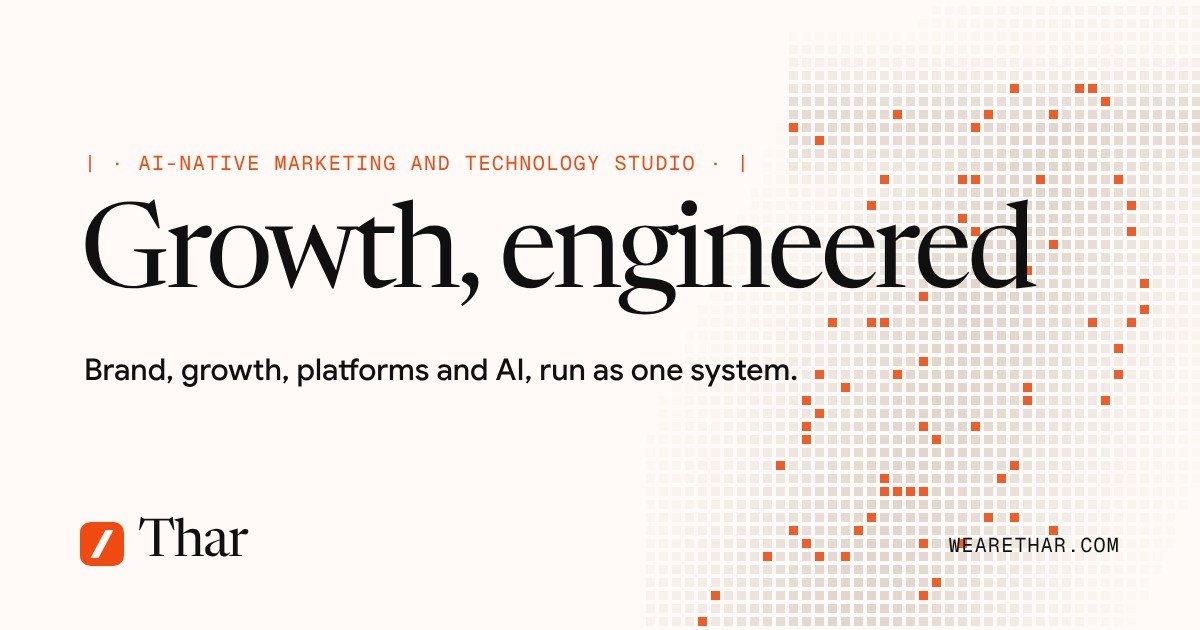 | · AI-NATIVE MARKETING AND TECHNOLOGY STUDIO · |
Growth, engineered
Brand, growth, platforms and AI, run as one system.
Thar
WEARETHAR.COM